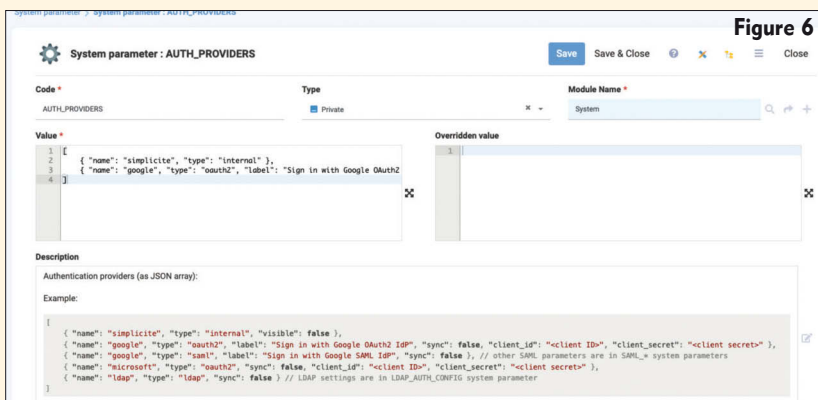 System parameter > System parameter : AUTH_PROVIDERS
Figure 6
System parameter : AUTH_PROVIDERS
Save Save & Close Close
Code * Type Module Name *
AUTH_PROVIDERS Private System
Value * Overridden value
1 [
2 { "name": "simplicite", "type": "internal" },
3 { "name": "google", "type": "oauth2", "label": "Sign in with Google OAuth2
4 ]
1
Description
Authentication providers (as JSON array):
Example:
[
{ "name": "simplicite", "type": "internal", "visible": false },
{ "name": "google", "type": "oauth2", "label": "Sign in with Google OAuth2 IdP", "sync": false, "client_id": "<client ID>", "client_secret": "<client secret>" },
{ "name": "google", "type": "saml", "label": "Sign in with Google SAML IdP", "sync": false }, // other SAML parameters are in SAML_* system parameters
{ "name": "microsoft", "type": "oauth2", "sync": false, "client_id": "<client ID>", "client_secret": "<client secret>" },
{ "name": "ldap", "type": "ldap", "sync": false } // LDAP settings are in LDAP_AUTH_CONFIG system parameter
]